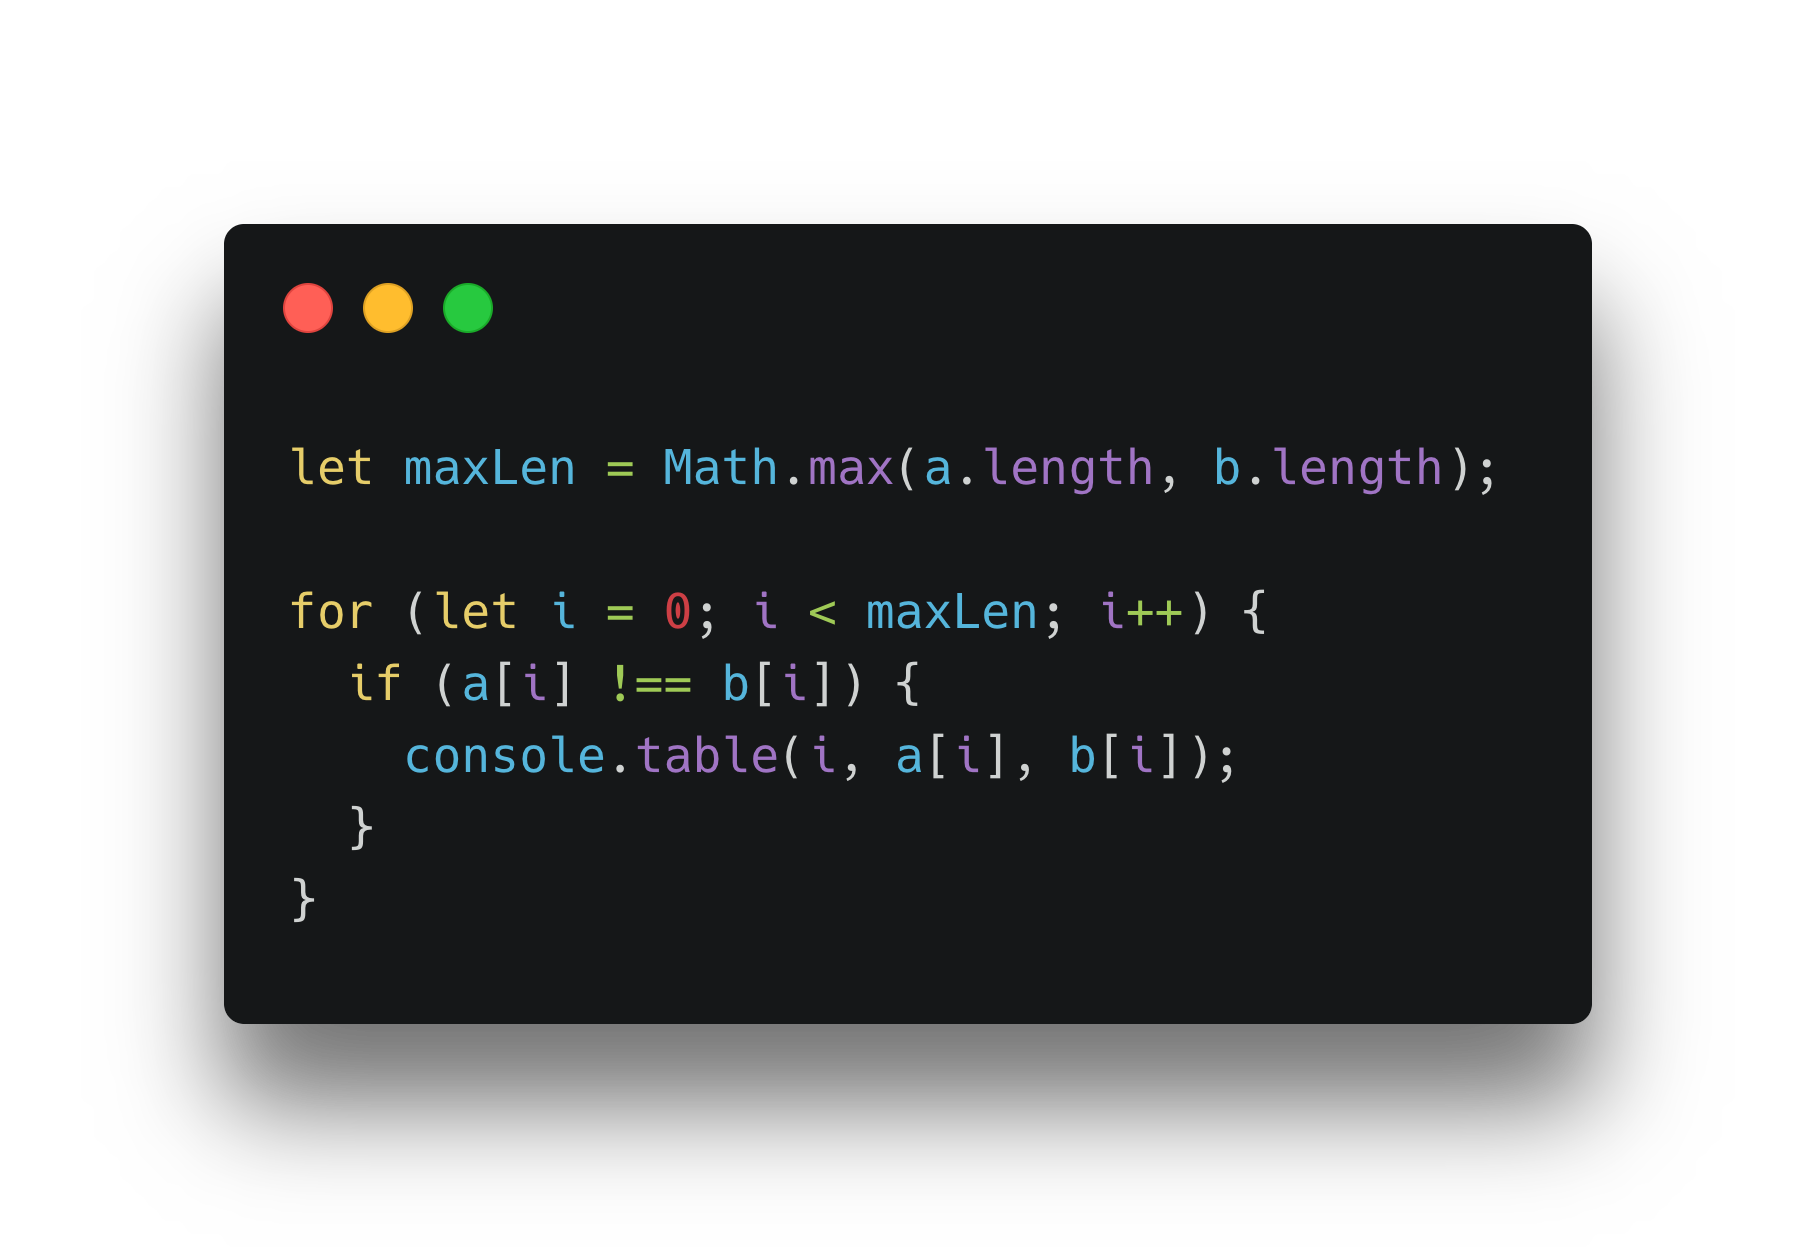 let maxLen = Math.max(a.length, b.length);
for (let i = 0; i < maxLen; i++) {
  if (a[i] !== b[i]) {
    console.table(i, a[i], b[i]);
  }
}